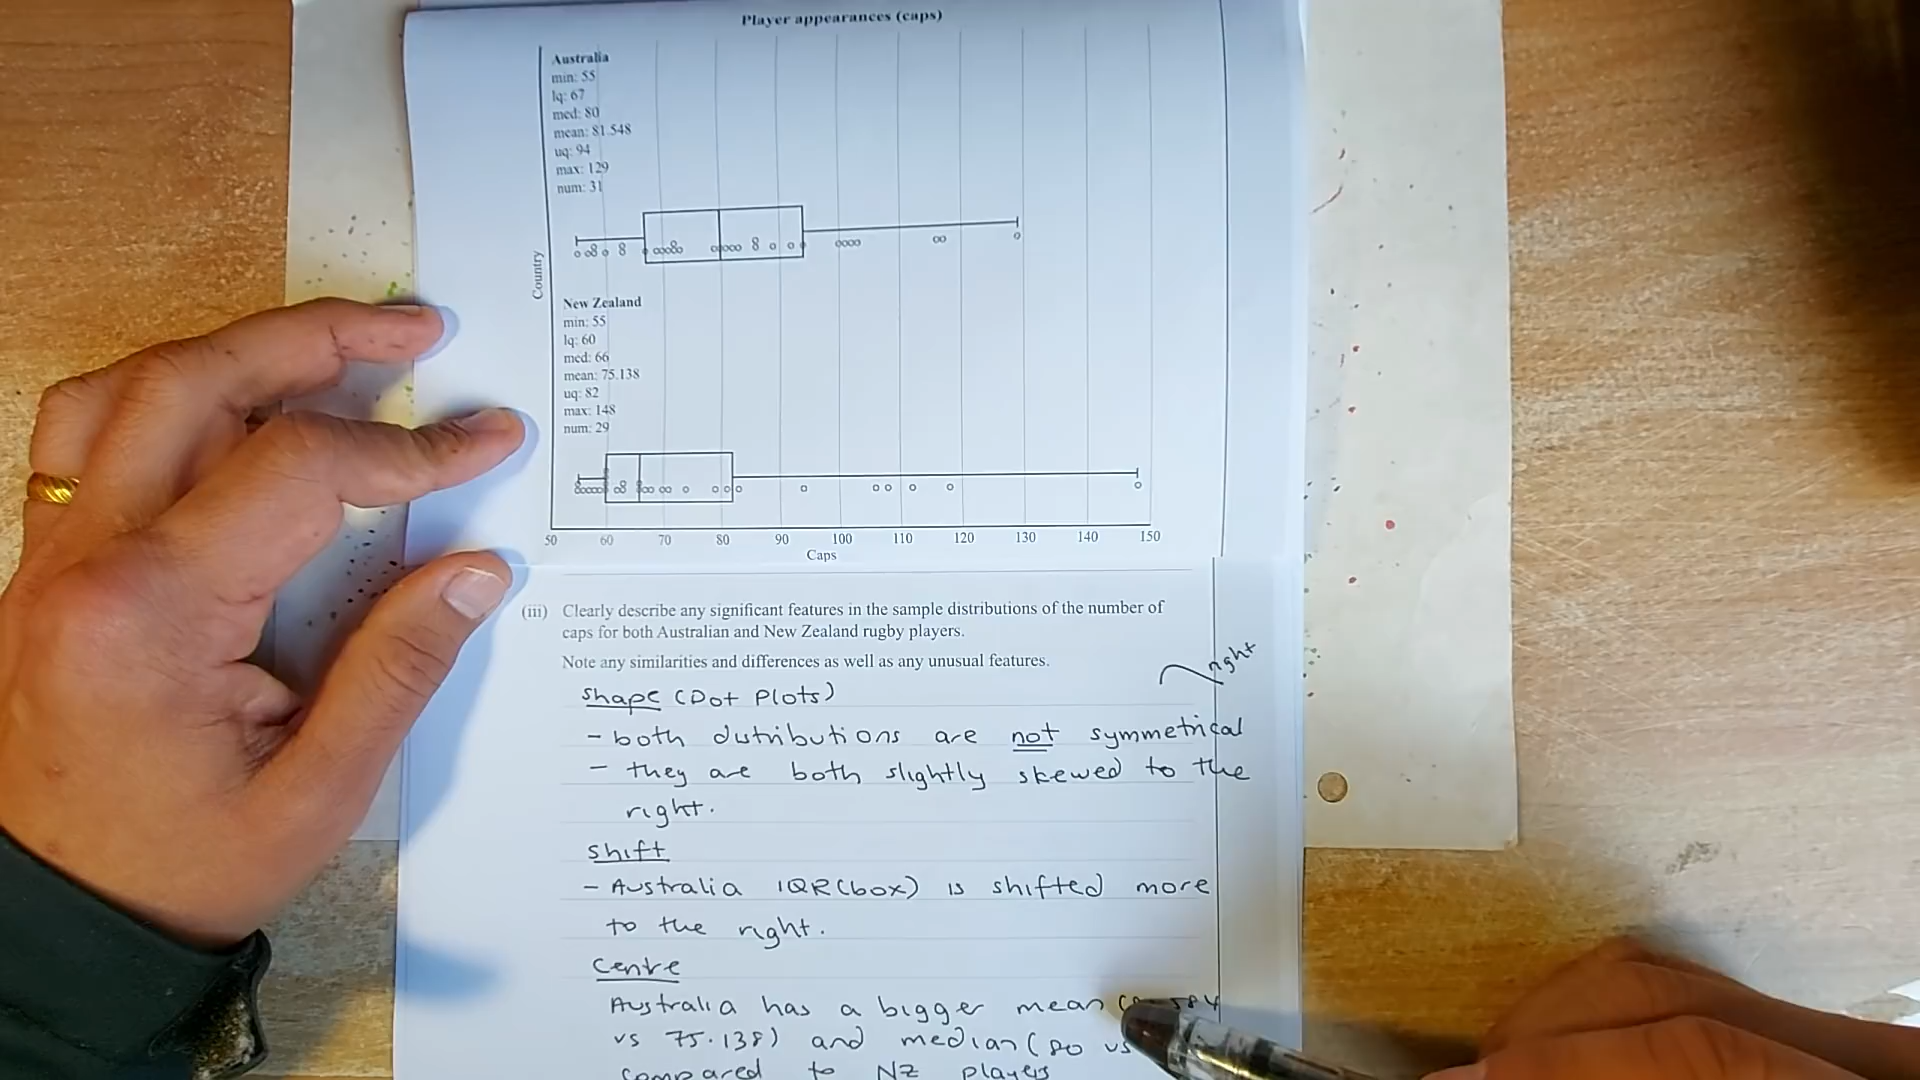 Player appearances (caps)
Australia
min: 55
lq: 67
med: 80
mean: 81.548
uq: 94
max: 129
num: 31
Country
New Zealand
min: 55
lq: 60
med: 66
mean: 75.138
uq: 82
max: 148
num: 29
50 60 70 80 90 100 110 120 130 140 150
Caps
(iii) Clearly describe any significant features in the sample distributions of the number of
caps for both Australian and New Zealand rugby players.
Note any similarities and differences as well as any unusual features.
right
Shape (Dot Plots)
- both distributions are not symmetrical
- they are both slightly skewed to the
right.
Shift
- Australia IQR(box) is shifted more
to the right.
Centre
Australia has a bigger mean
vs 75.138) and median (80 vs
compared to NZ players